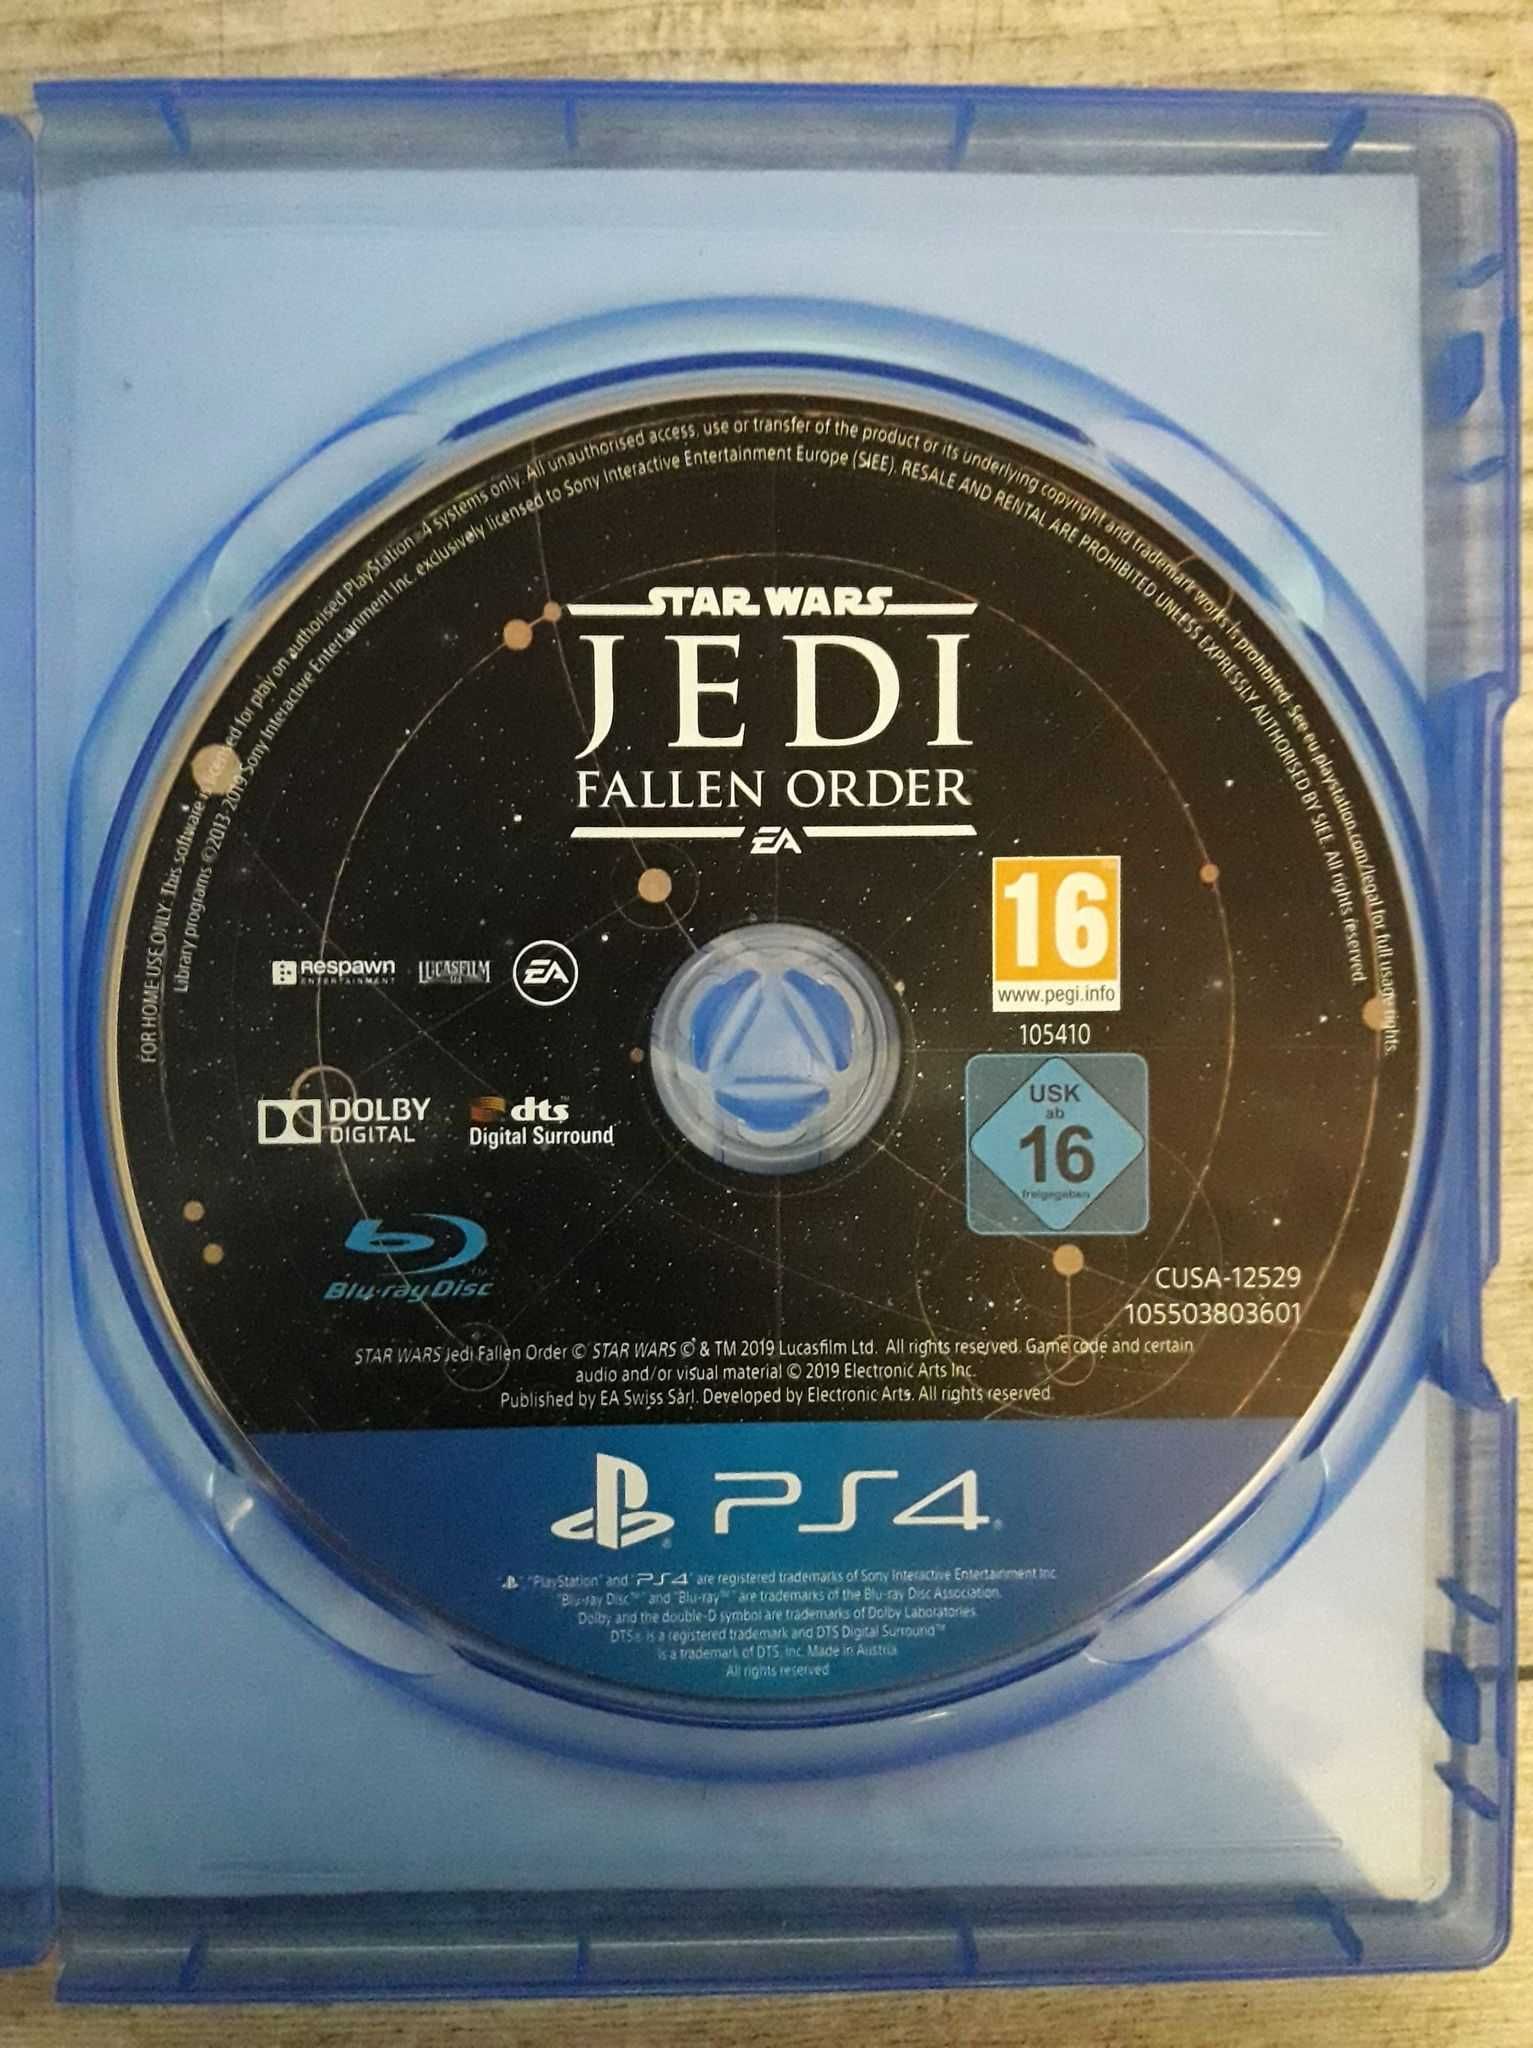 FOR HOME USE ONLY. This software is licensed for play on authorised PlayStation 4 systems only. All unauthorised access, use or transfer of the product or its underlying copyright and trademark works is prohibited. See eu.playstation.com/legal for full usage rights.
Library programs ©2013-2019 Sony Interactive Entertainment Inc. exclusively licensed to Sony Interactive Entertainment Europe (SIEE). RESALE AND RENTAL ARE PROHIBITED UNLESS EXPRESSLY AUTHORISED BY SIEE. All rights reserved.
STAR WARS
JEDI
FALLEN ORDER
EA
16
www.pegi.info
105410
Respawn
ENTERTAINMENT
LUCASFILM
LTD
EA
USK
ab
16
freigegeben
DOLBY
DIGITAL
dts™
Digital Surround
Blu-ray Disc™
CUSA-12529
105503803601
STAR WARS Jedi Fallen Order © STAR WARS © & TM 2019 Lucasfilm Ltd. All rights reserved. Game code and certain
audio and/or visual material © 2019 Electronic Arts Inc.
Published by EA Swiss Sàrl. Developed by Electronic Arts. All rights reserved.
PS4®
"PlayStation" and "PS4" are registered trademarks of Sony Interactive Entertainment Inc.
"Blu-ray Disc™" and "Blu-ray™" are trademarks of the Blu-ray Disc Association.
Dolby and the double-D symbol are trademarks of Dolby Laboratories.
DTS® is a registered trademark and DTS Digital Surround™
is a trademark of DTS, Inc. Made in Austria.
All rights reserved.